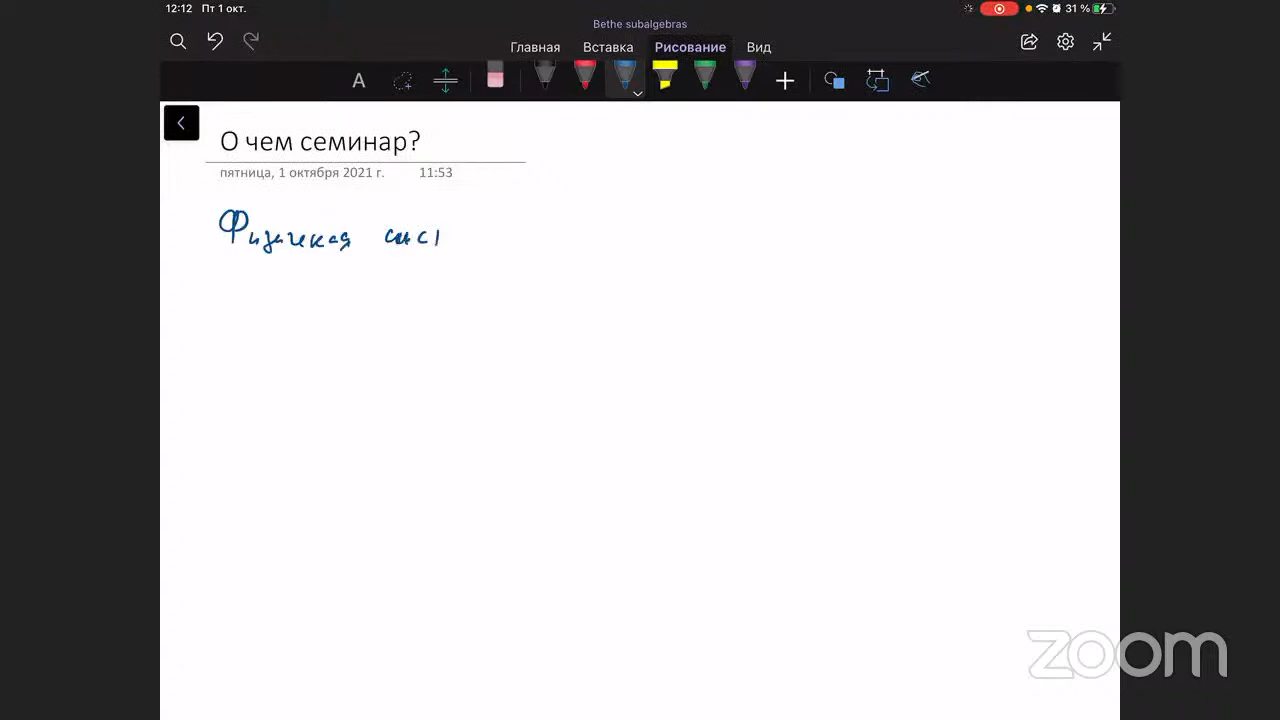 12:12 Пт 1 окт. 31 %
Bethe subalgebras
Главная Вставка Рисование Вид
A
О чем семинар?
пятница, 1 октября 2021 г. 11:53
Физическая
zoom